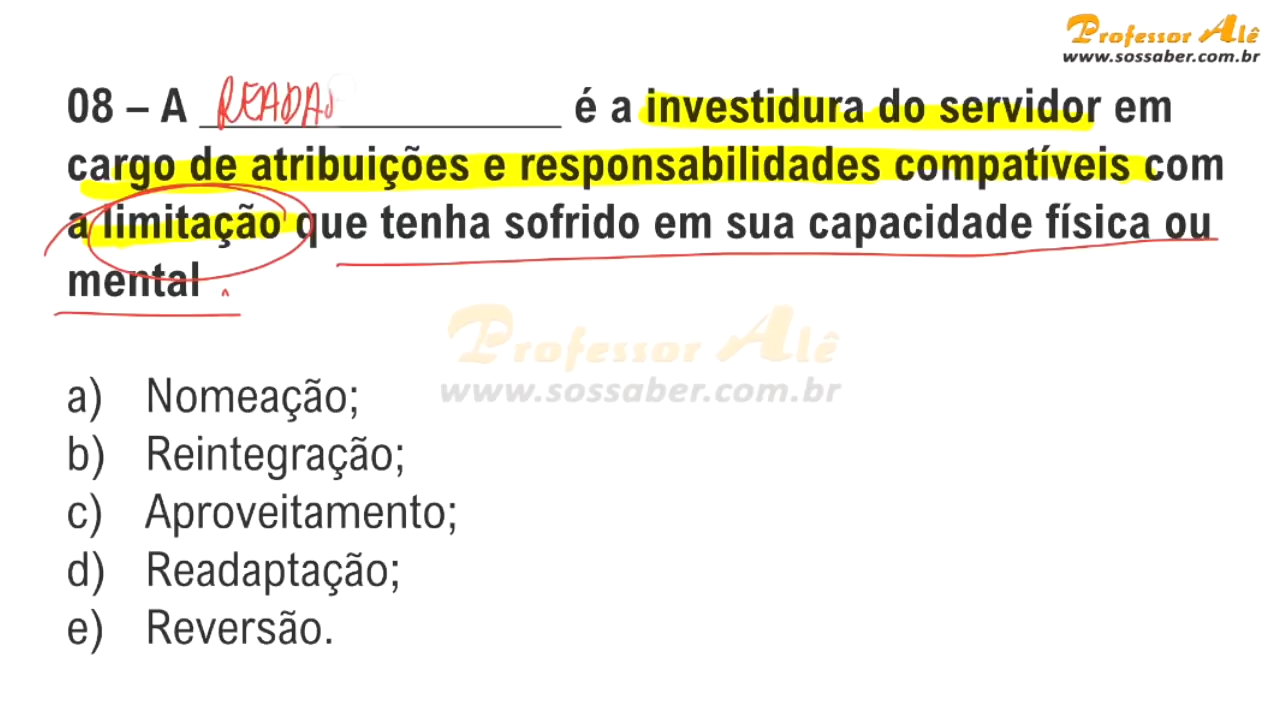 Professor Alê
www.sossaber.com.br
08 – A READA é a investidura do servidor em
cargo de atribuições e responsabilidades compatíveis com
a limitação que tenha sofrido em sua capacidade física ou
mental .
Professor Alê
www.sossaber.com.br
a) Nomeação;
b) Reintegração;
c) Aproveitamento;
d) Readaptação;
e) Reversão.